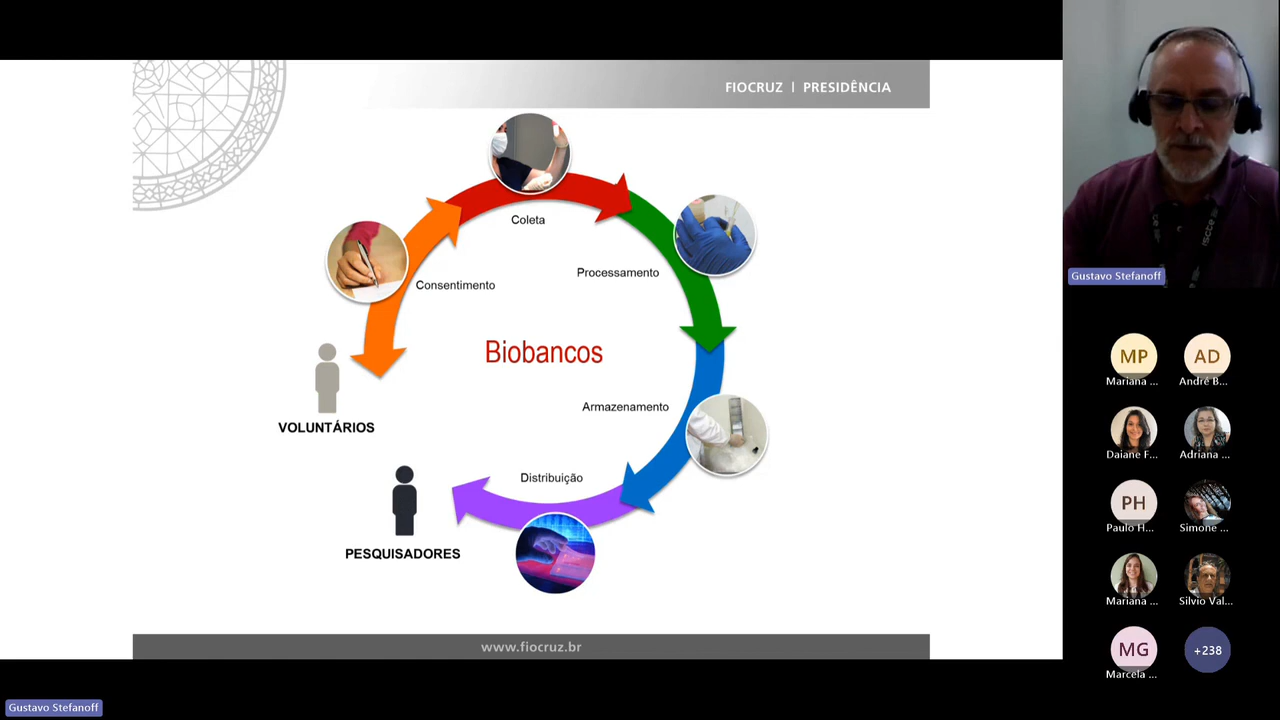 FIOCRUZ | PRESIDÊNCIA
Coleta
Processamento
Consentimento
Biobancos
Armazenamento
VOLUNTÁRIOS
Distribuição
PESQUISADORES
www.fiocruz.br
Gustavo Stefanoff
Gustavo Stefanoff
MP
AD
Mariana ...
André B...
Daiane F...
Adriana ...
PH
Paulo H...
Simone ...
Mariana ...
Silvio Val...
MG
+238
Marcela ...